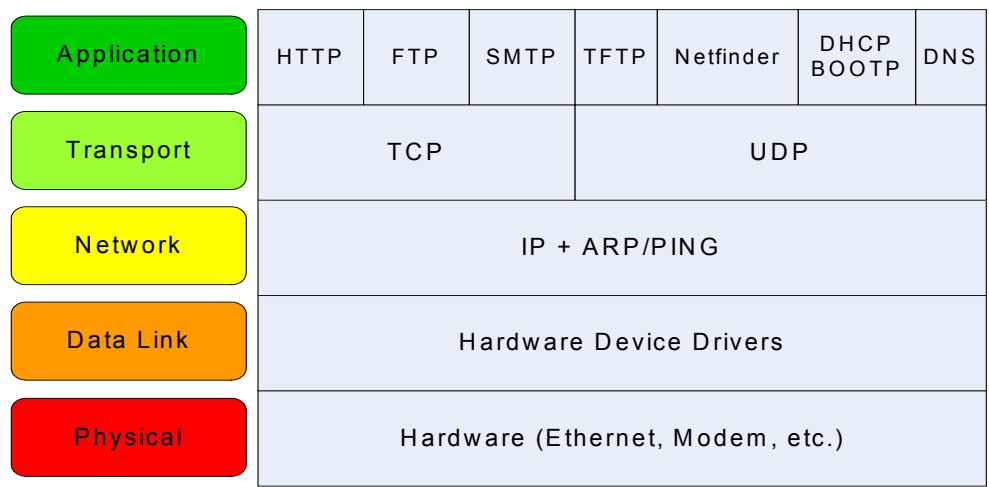 Application
HTTP
FTP
SMTP
TFTP
Netfinder
DHCP
BOOTP
DNS
Transport
TCP
UDP
Network
IP + ARP/PING
Data Link
Hardware Device Drivers
Physical
Hardware (Ethernet, Modem, etc.)